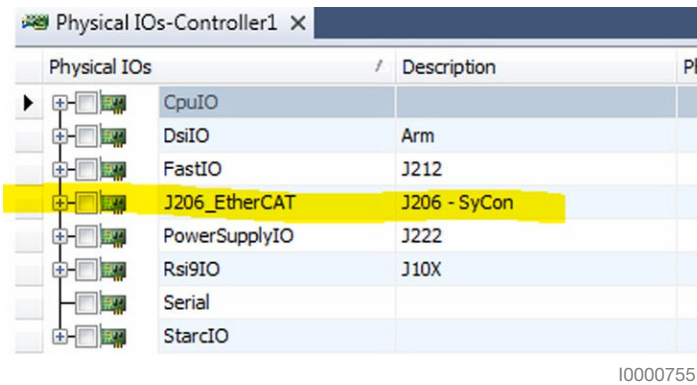 Physical IOs-Controller1
Physical IOs Description
CpuIO
DsiIO Arm
FastIO J212
J206_EtherCAT J206 - SyCon
PowerSupplyIO J222
Rsi9IO J10X
Serial
StarcIO
I0000755